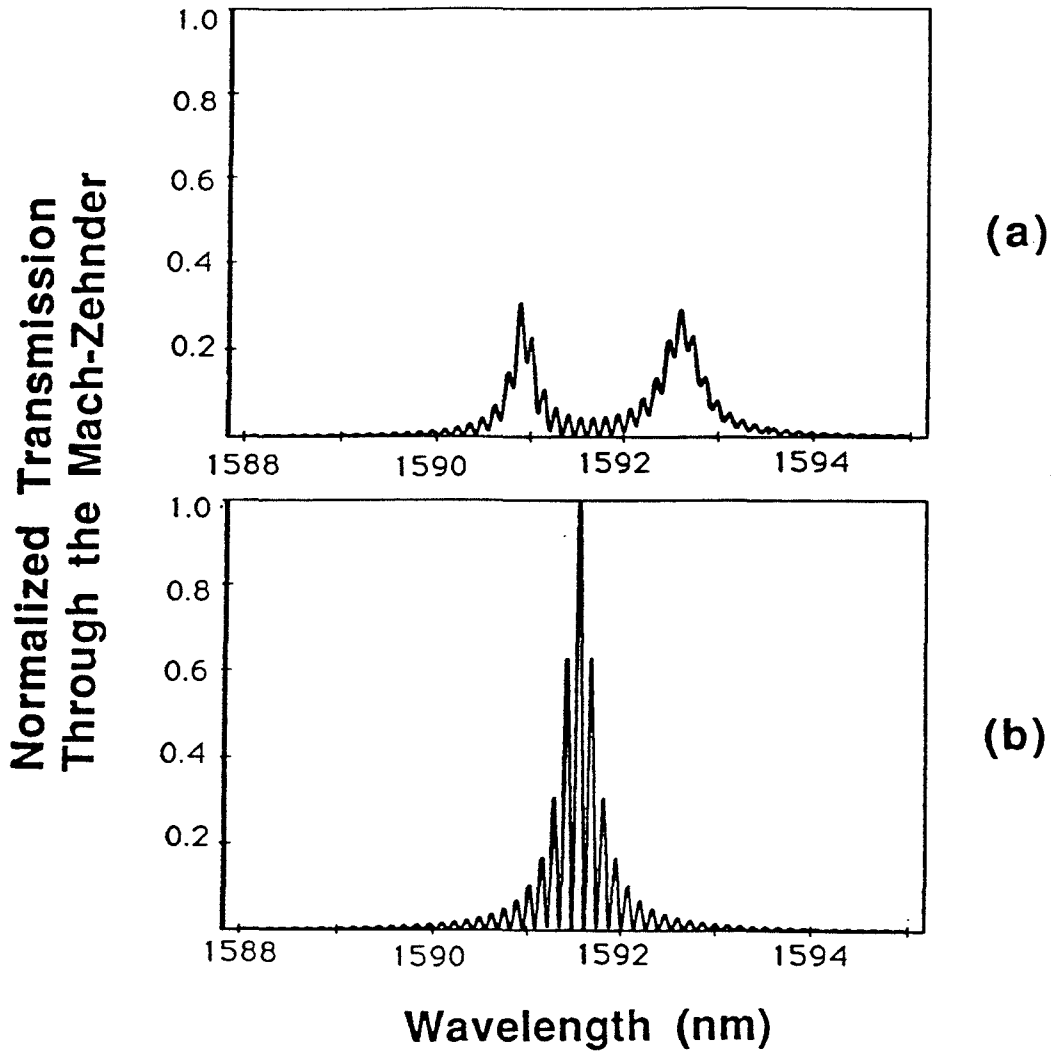 Normalized Transmission
Through the Mach-Zehnder
1.0
0.8
0.6
0.4
0.2
1588 1590 1592 1594
(a)
1.0
0.8
0.6
0.4
0.2
1588 1590 1592 1594
(b)
Wavelength (nm)